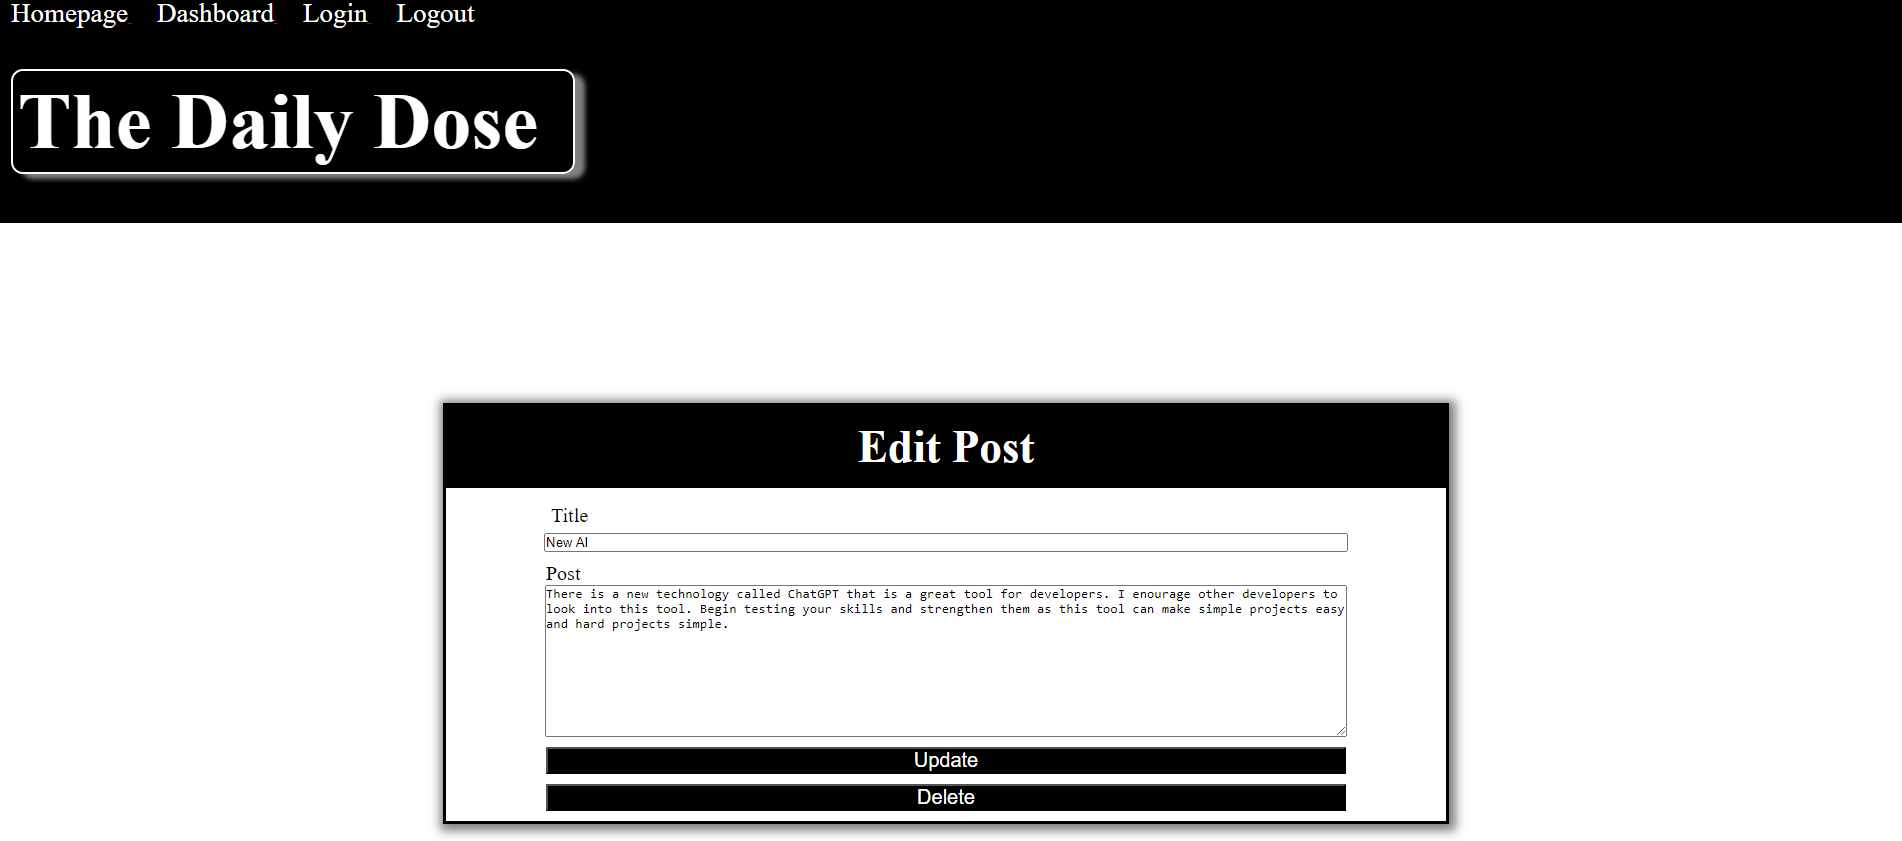 Homepage Dashboard Login Logout
The Daily Dose
Edit Post
Title
New AI
Post
There is a new technology called ChatGPT that is a great tool for developers. I enourage other developers to
look into this tool. Begin testing your skills and strengthen them as this tool can make simple projects easy
and hard projects simple.
Update
Delete